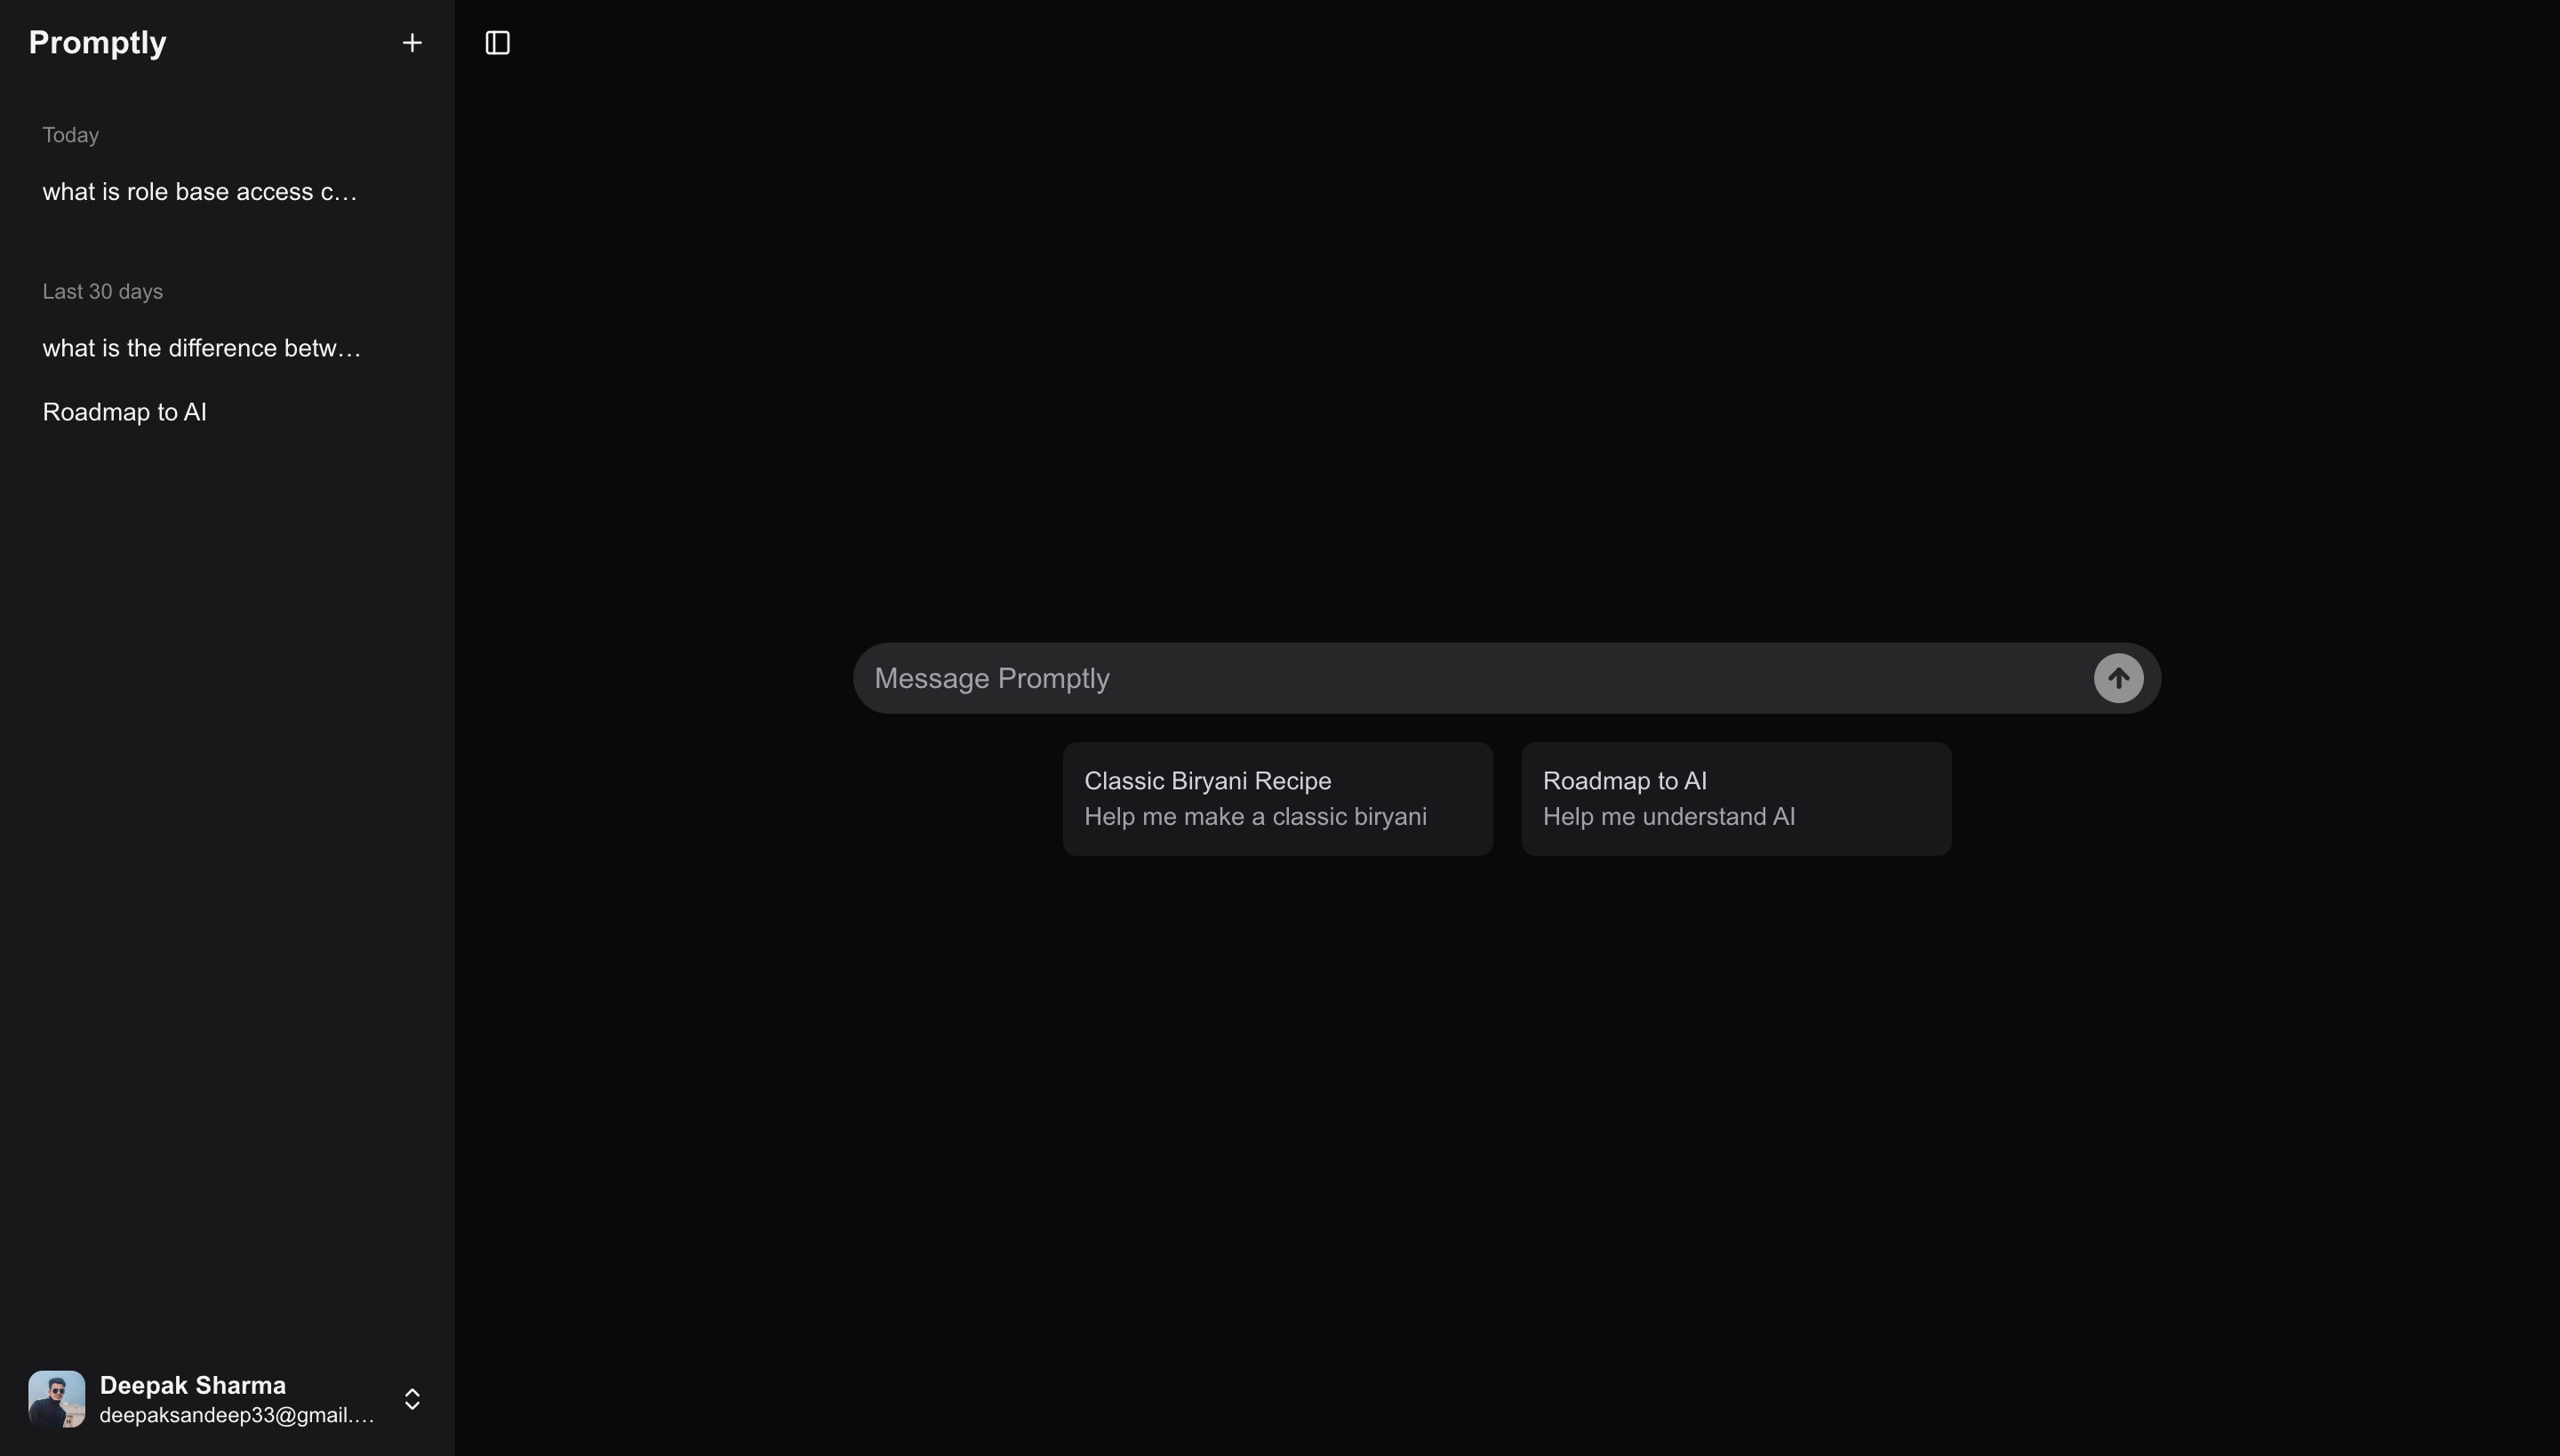 Promptly
Today
what is role base access c...
Last 30 days
what is the difference betw...
Roadmap to AI
Message Promptly
Classic Biryani Recipe
Help me make a classic biryani
Roadmap to AI
Help me understand AI
Deepak Sharma
deepaksandeep33@gmail....